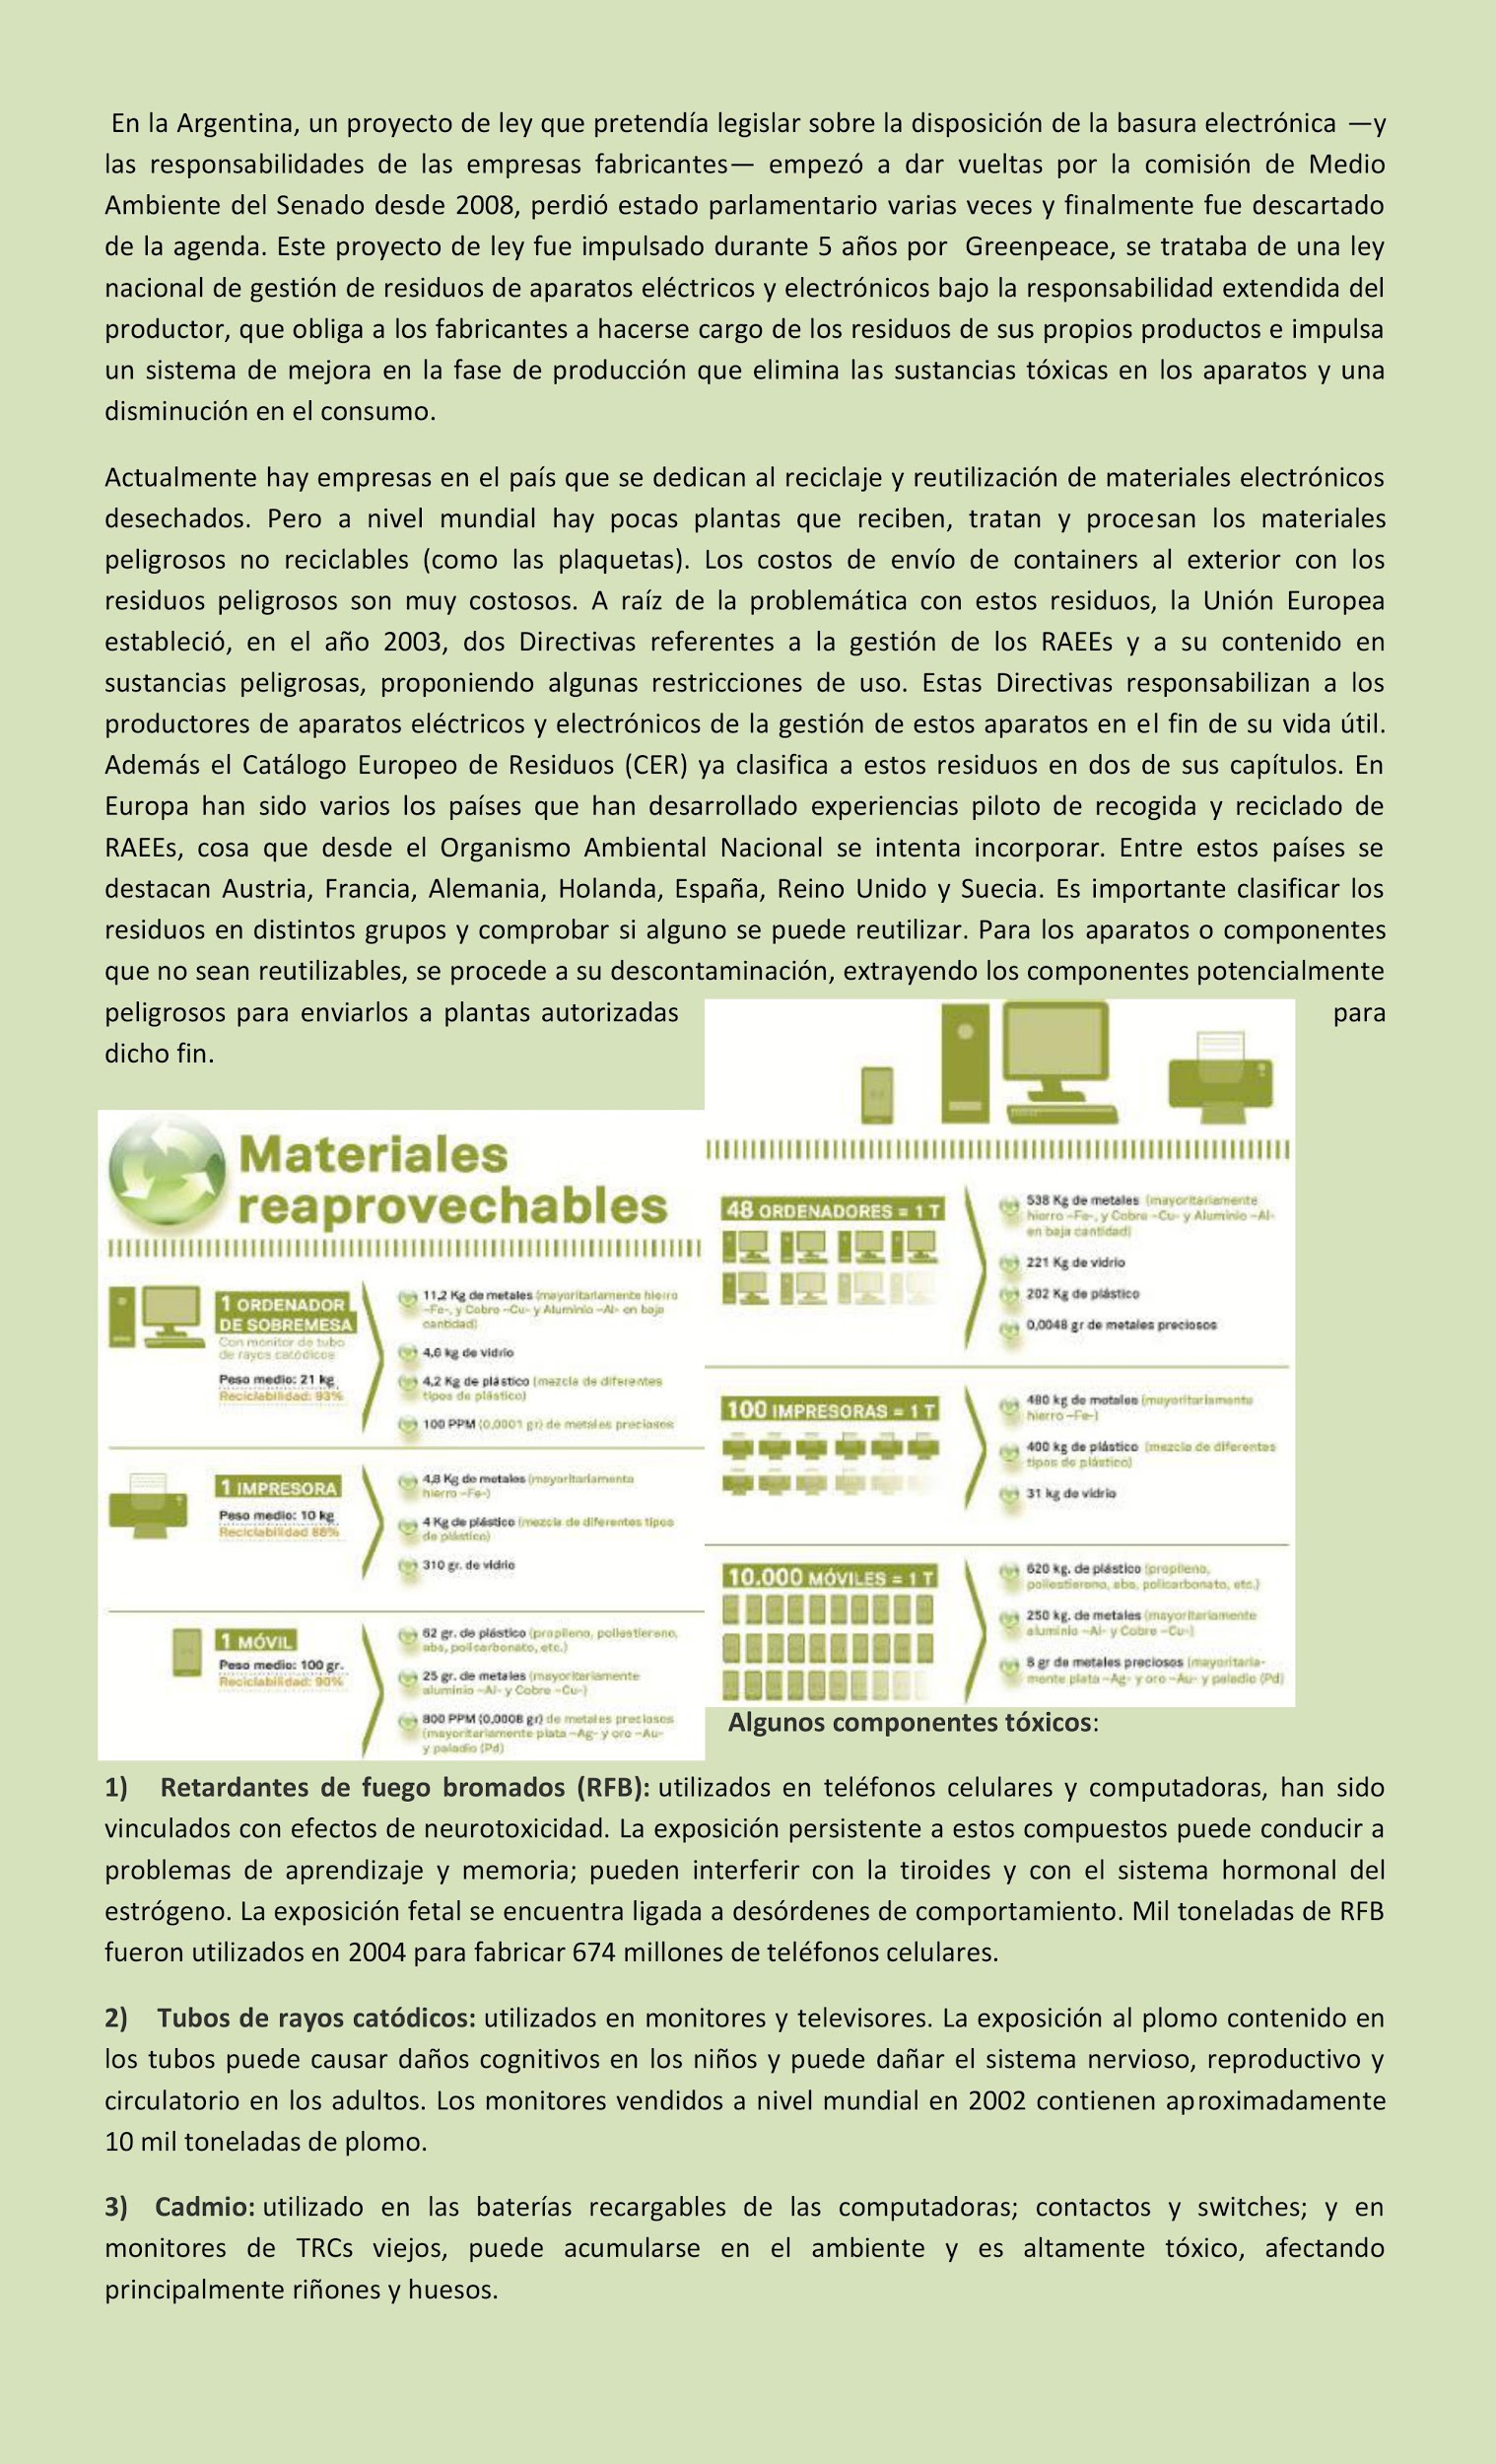 En la Argentina, un proyecto de ley que pretendía legislar sobre la disposición de la basura electrónica —y
las responsabilidades de las empresas fabricantes— empezó a dar vueltas por la comisión de Medio
Ambiente del Senado desde 2008, perdió estado parlamentario varias veces y finalmente fue descartado
de la agenda. Este proyecto de ley fue impulsado durante 5 años por Greenpeace, se trataba de una ley
nacional de gestión de residuos de aparatos eléctricos y electrónicos bajo la responsabilidad extendida del
productor, que obliga a los fabricantes a hacerse cargo de los residuos de sus propios productos e impulsa
un sistema de mejora en la fase de producción que elimina las sustancias tóxicas en los aparatos y una
disminución en el consumo.
Actualmente hay empresas en el país que se dedican al reciclaje y reutilización de materiales electrónicos
desechados. Pero a nivel mundial hay pocas plantas que reciben, tratan y procesan los materiales
peligrosos no reciclables (como las plaquetas). Los costos de envío de containers al exterior con los
residuos peligrosos son muy costosos. A raíz de la problemática con estos residuos, la Unión Europea
estableció, en el año 2003, dos Directivas referentes a la gestión de los RAEEs y a su contenido en
sustancias peligrosas, proponiendo algunas restricciones de uso. Estas Directivas responsabilizan a los
productores de aparatos eléctricos y electrónicos de la gestión de estos aparatos en el fin de su vida útil.
Además el Catálogo Europeo de Residuos (CER) ya clasifica a estos residuos en dos de sus capítulos. En
Europa han sido varios los países que han desarrollado experiencias piloto de recogida y reciclado de
RAEEs, cosa que desde el Organismo Ambiental Nacional se intenta incorporar. Entre estos países se
destacan Austria, Francia, Alemania, Holanda, España, Reino Unido y Suecia. Es importante clasificar los
residuos en distintos grupos y comprobar si alguno se puede reutilizar. Para los aparatos o componentes
que no sean reutilizables, se procede a su descontaminación, extrayendo los componentes potencialmente
peligrosos para enviarlos a plantas autorizadas para
dicho fin.
Materiales
reaprovechables
1 ORDENADOR
DE SOBREMESA
Con monitor de tubo
de rayos catódicos
Peso medio: 21 kg
Reciclabilidad: 93%
11,2 Kg de metales (mayoritariamente hierro
–Fe–, y Cobre –Cu– y Aluminio –Al– en baja
cantidad)
4,6 kg de vidrio
4,2 Kg de plástico (mezcla de diferentes
tipos de plástico)
100 PPM (0,0001 gr) de metales preciosos
1 IMPRESORA
Peso medio: 10 kg
Reciclabilidad 88%
4,8 Kg de metales (mayoritariamente
hierro –Fe–)
4 Kg de plástico (mezcla de diferentes tipos
de plástico)
310 gr. de vidrio
1 MÓVIL
Peso medio: 100 gr.
Reciclabilidad: 90%
62 gr. de plástico (propileno, poliestireno,
abs, policarbonato, etc.)
25 gr. de metales (mayoritariamente
aluminio –Al– y Cobre –Cu–)
800 PPM (0,0008 gr) de metales preciosos
(mayoritariamente plata –Ag– y oro –Au–
y paladio (Pd)
48 ORDENADORES = 1 T
538 Kg de metales (mayoritariamente
hierro –Fe–, y Cobre –Cu– y Aluminio –Al–
en baja cantidad)
221 Kg de vidrio
202 Kg de plástico
0,0048 gr de metales preciosos
100 IMPRESORAS = 1 T
480 kg de metales (mayoritariamente
hierro –Fe–)
400 kg de plástico (mezcla de diferentes
tipos de plástico)
31 kg de vidrio
10.000 MÓVILES = 1 T
620 kg. de plástico (propileno,
poliestireno, abs, policarbonato, etc.)
250 kg. de metales (mayoritariamente
aluminio –Al– y Cobre –Cu–)
8 gr de metales preciosos (mayoritaria-
mente plata –Ag– y oro –Au– y paladio (Pd)
Algunos componentes tóxicos:
1) Retardantes de fuego bromados (RFB): utilizados en teléfonos celulares y computadoras, han sido
vinculados con efectos de neurotoxicidad. La exposición persistente a estos compuestos puede conducir a
problemas de aprendizaje y memoria; pueden interferir con la tiroides y con el sistema hormonal del
estrógeno. La exposición fetal se encuentra ligada a desórdenes de comportamiento. Mil toneladas de RFB
fueron utilizados en 2004 para fabricar 674 millones de teléfonos celulares.
2) Tubos de rayos catódicos: utilizados en monitores y televisores. La exposición al plomo contenido en
los tubos puede causar daños cognitivos en los niños y puede dañar el sistema nervioso, reproductivo y
circulatorio en los adultos. Los monitores vendidos a nivel mundial en 2002 contienen aproximadamente
10 mil toneladas de plomo.
3) Cadmio: utilizado en las baterías recargables de las computadoras; contactos y switches; y en
monitores de TRCs viejos, puede acumularse en el ambiente y es altamente tóxico, afectando
principalmente riñones y huesos.